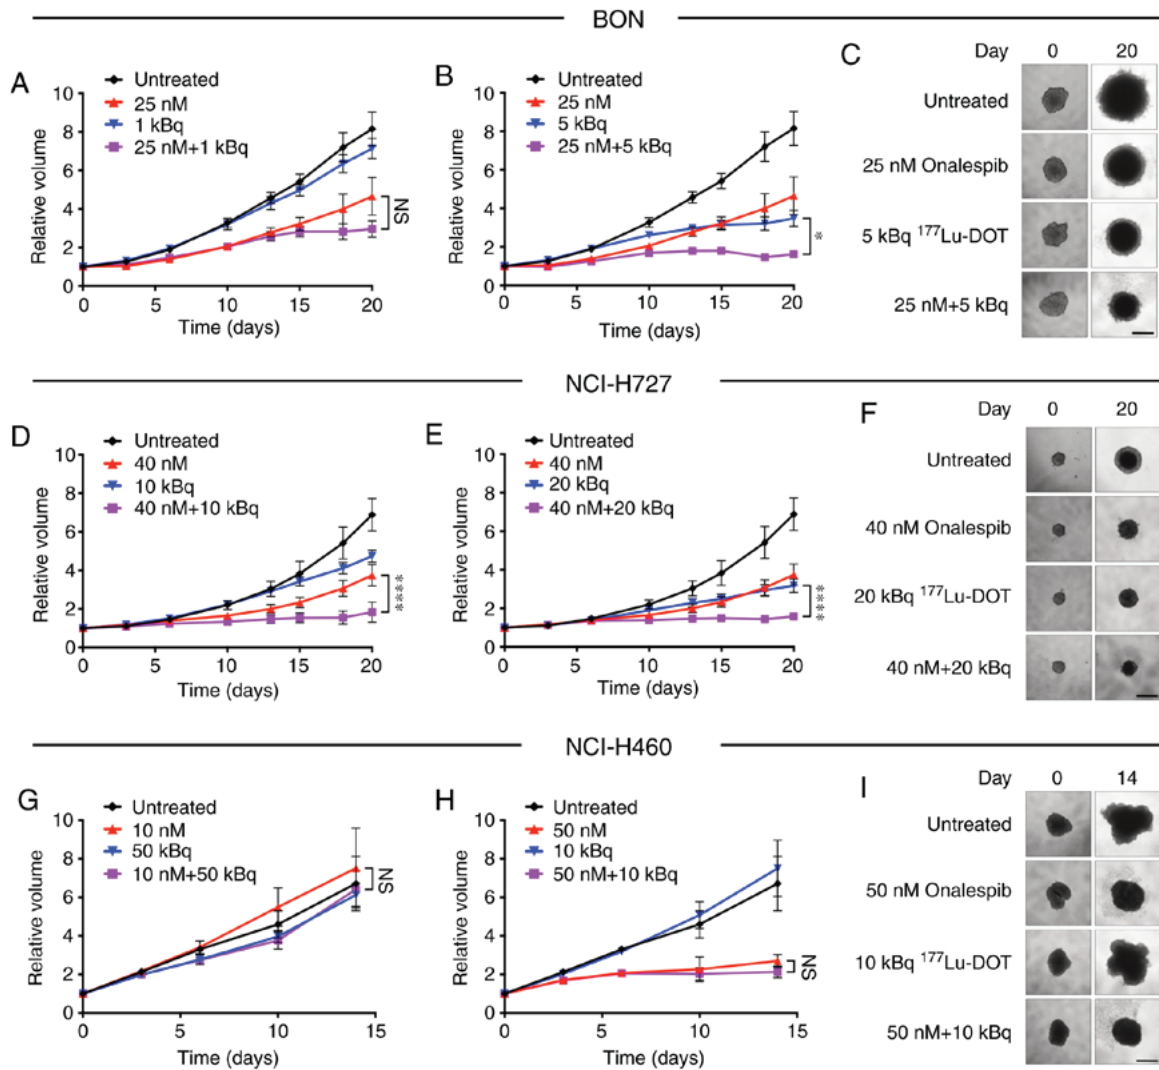 BON
A
Untreated
25 nM
1 kBq
25 nM+1 kBq
Relative volume
10
8
6
4
2
0
NS
0 5 10 15 20
Time (days)
B
Untreated
25 nM
5 kBq
25 nM+5 kBq
Relative volume
10
8
6
4
2
0
*
0 5 10 15 20
Time (days)
C
Day 0 20
Untreated
25 nM Onalespib
5 kBq ¹⁷⁷Lu-DOT
25 nM+5 kBq
NCI-H727
D
Untreated
40 nM
10 kBq
40 nM+10 kBq
Relative volume
10
8
6
4
2
0
****
0 5 10 15 20
Time (days)
E
Untreated
40 nM
20 kBq
40 nM+20 kBq
Relative volume
10
8
6
4
2
0
****
0 5 10 15 20
Time (days)
F
Day 0 20
Untreated
40 nM Onalespib
20 kBq ¹⁷⁷Lu-DOT
40 nM+20 kBq
NCI-H460
G
Untreated
10 nM
50 kBq
10 nM+50 kBq
Relative volume
10
8
6
4
2
0
NS
0 5 10 15
Time (days)
H
Untreated
50 nM
10 kBq
50 nM+10 kBq
Relative volume
10
8
6
4
2
0
NS
0 5 10 15
Time (days)
I
Day 0 14
Untreated
50 nM Onalespib
10 kBq ¹⁷⁷Lu-DOT
50 nM+10 kBq